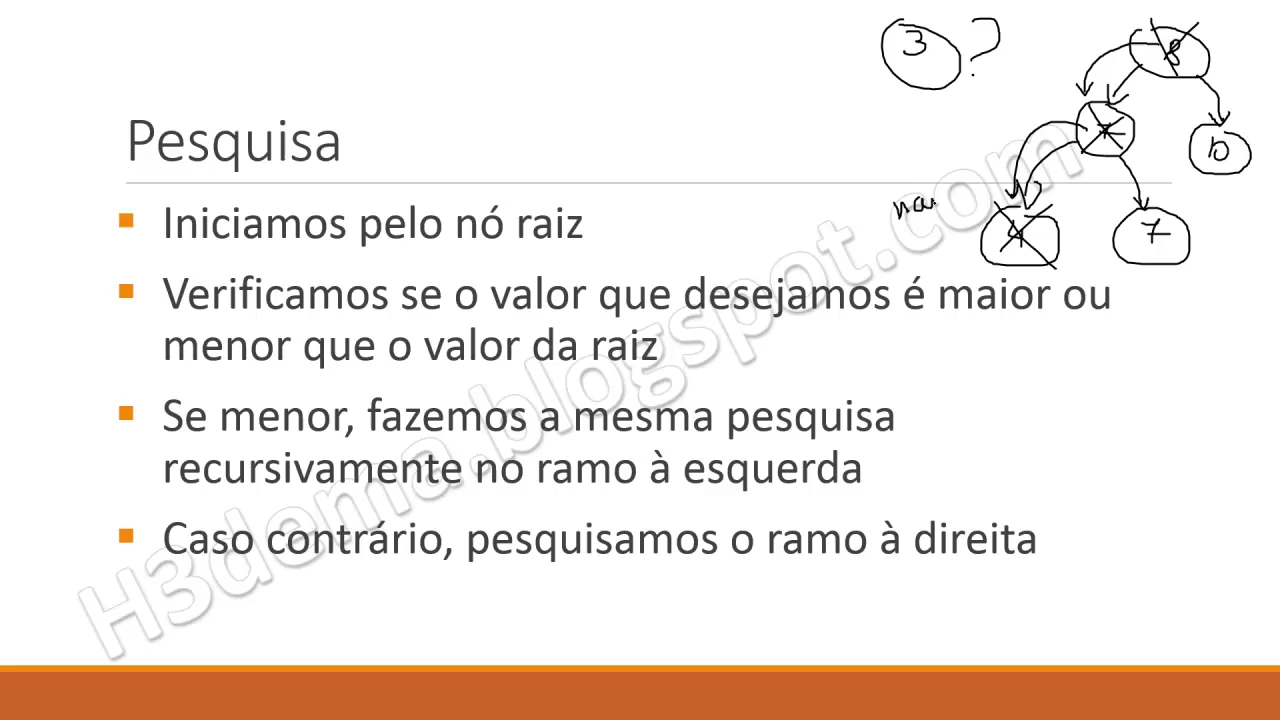 3 ?
8
10
4
7
Pesquisa
Iniciamos pelo nó raiz
Verificamos se o valor que desejamos é maior ou
menor que o valor da raiz
Se menor, fazemos a mesma pesquisa
recursivamente no ramo à esquerda
Caso contrário, pesquisamos o ramo à direita
H3dema.blogspot.com